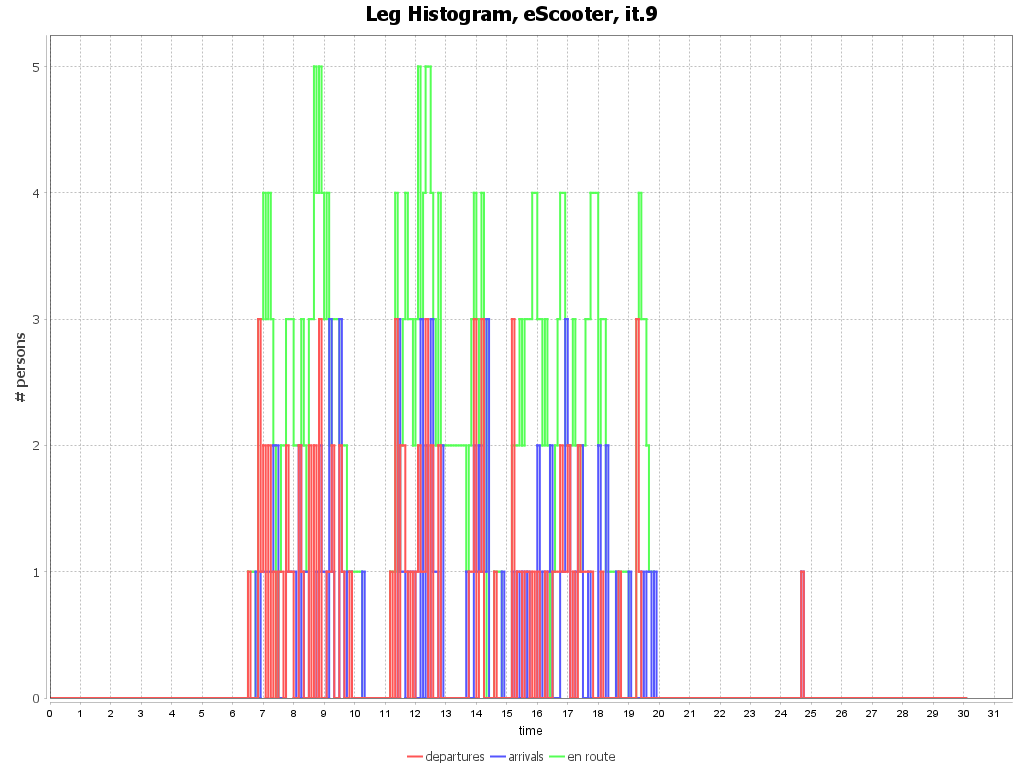 Leg Histogram, eScooter, it.9
# persons
5
4
3
2
1
0
0 1 2 3 4 5 6 7 8 9 10 11 12 13 14 15 16 17 18 19 20 21 22 23 24 25 26 27 28 29 30 31
time
departures arrivals en route